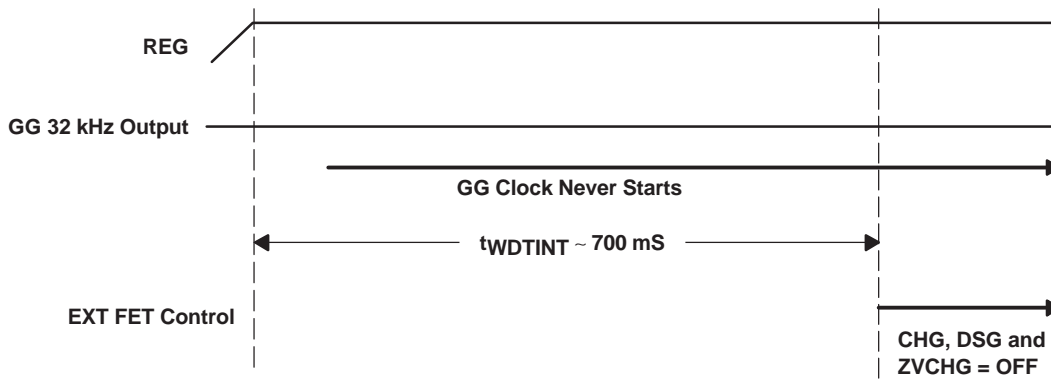 REG
GG 32 kHz Output
GG Clock Never Starts
tWDTINT ~ 700 mS
EXT FET Control
CHG, DSG and
ZVCHG = OFF